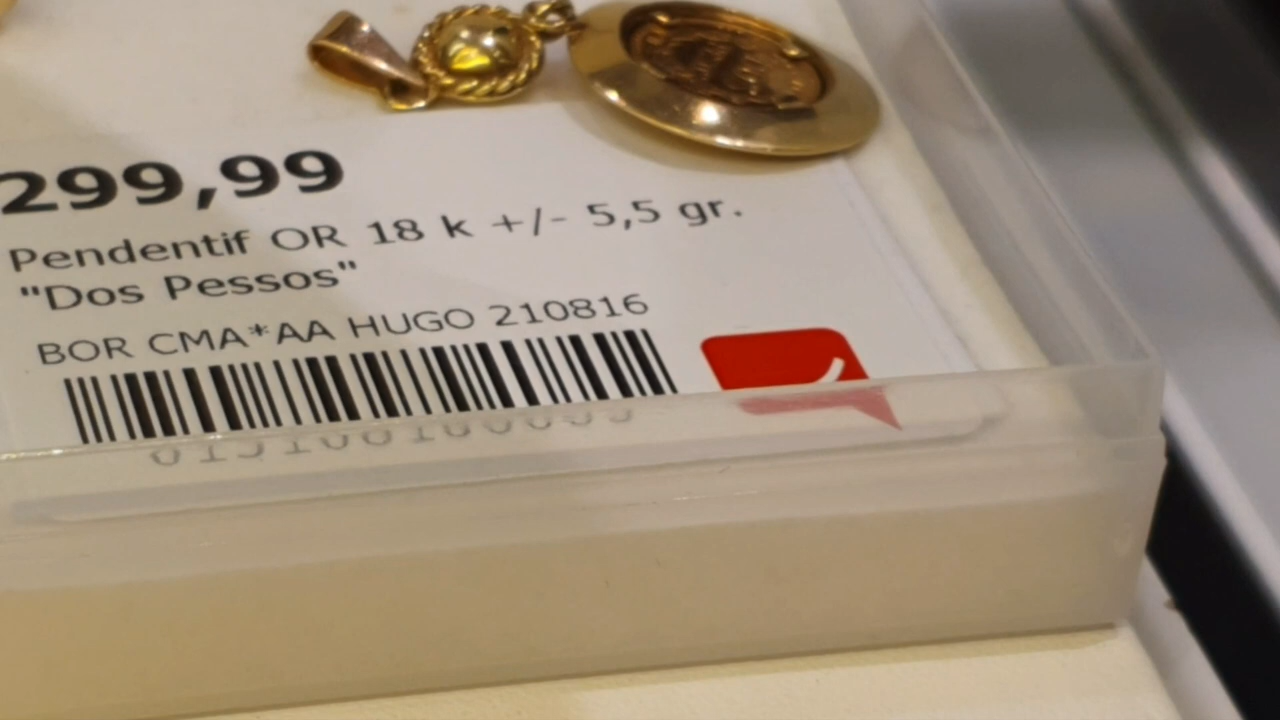 299,99
Pendentif OR 18 k +/- 5,5 gr.
"Dos Pessos"
BOR CMA*AA HUGO 210816